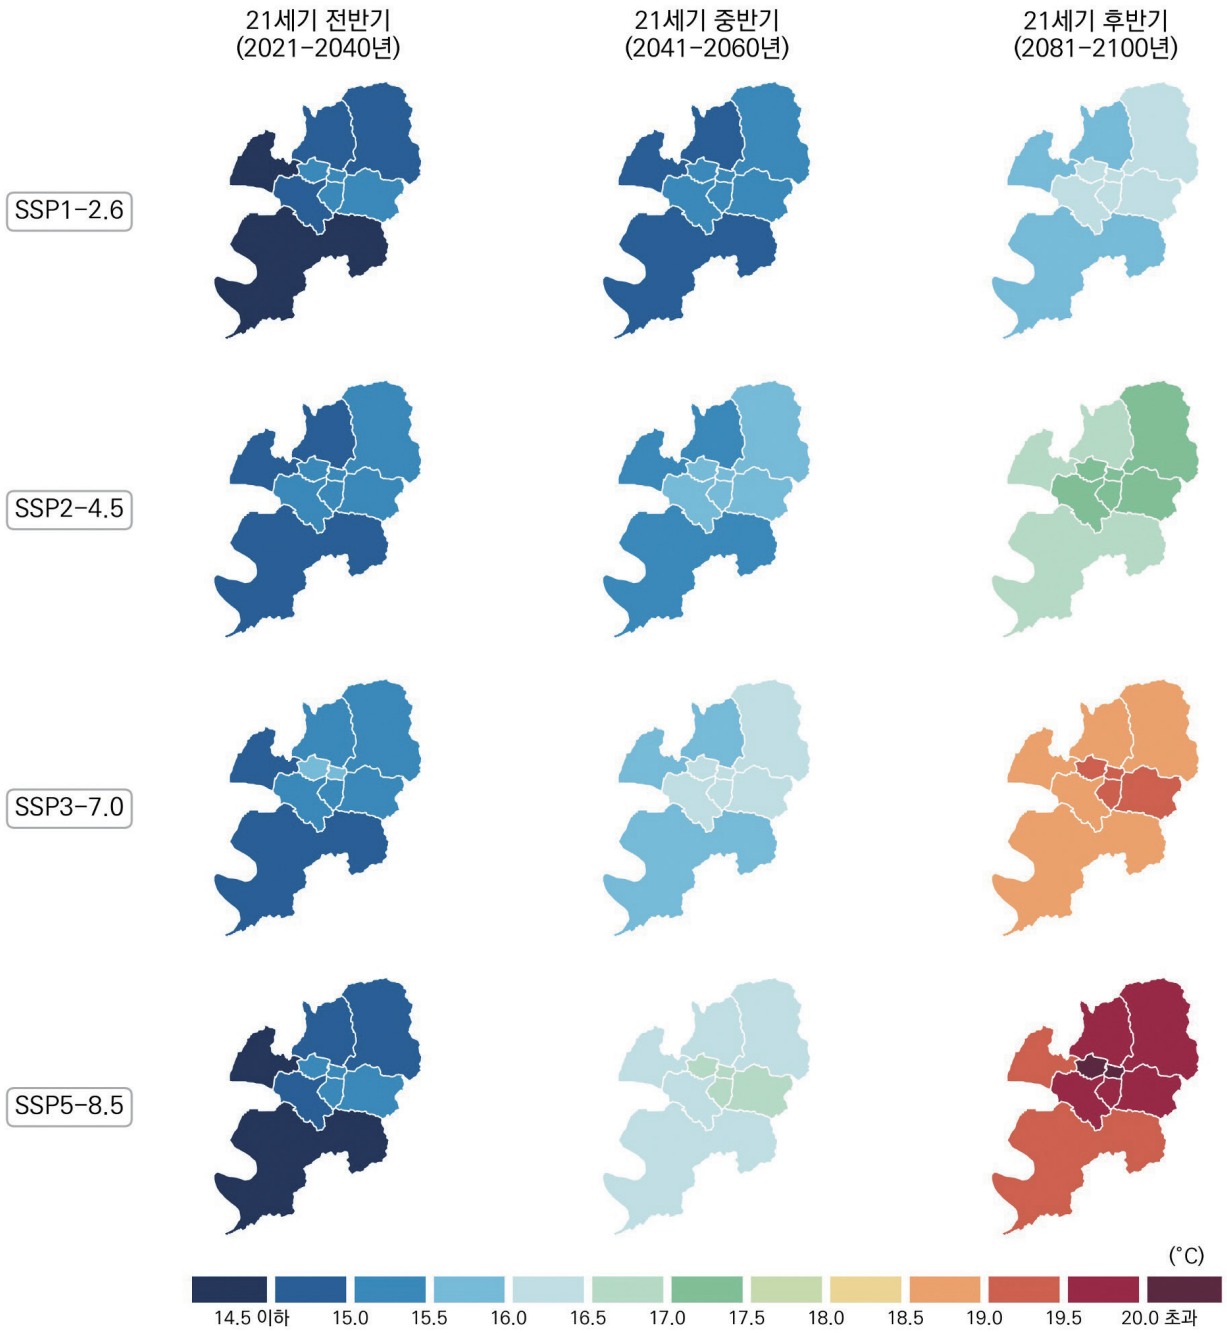 21세기 전반기
(2021-2040년)
21세기 중반기
(2041-2060년)
21세기 후반기
(2081-2100년)
SSP1-2.6
SSP2-4.5
SSP3-7.0
SSP5-8.5
(°C)
14.5 이하 15.0 15.5 16.0 16.5 17.0 17.5 18.0 18.5 19.0 19.5 20.0 초과